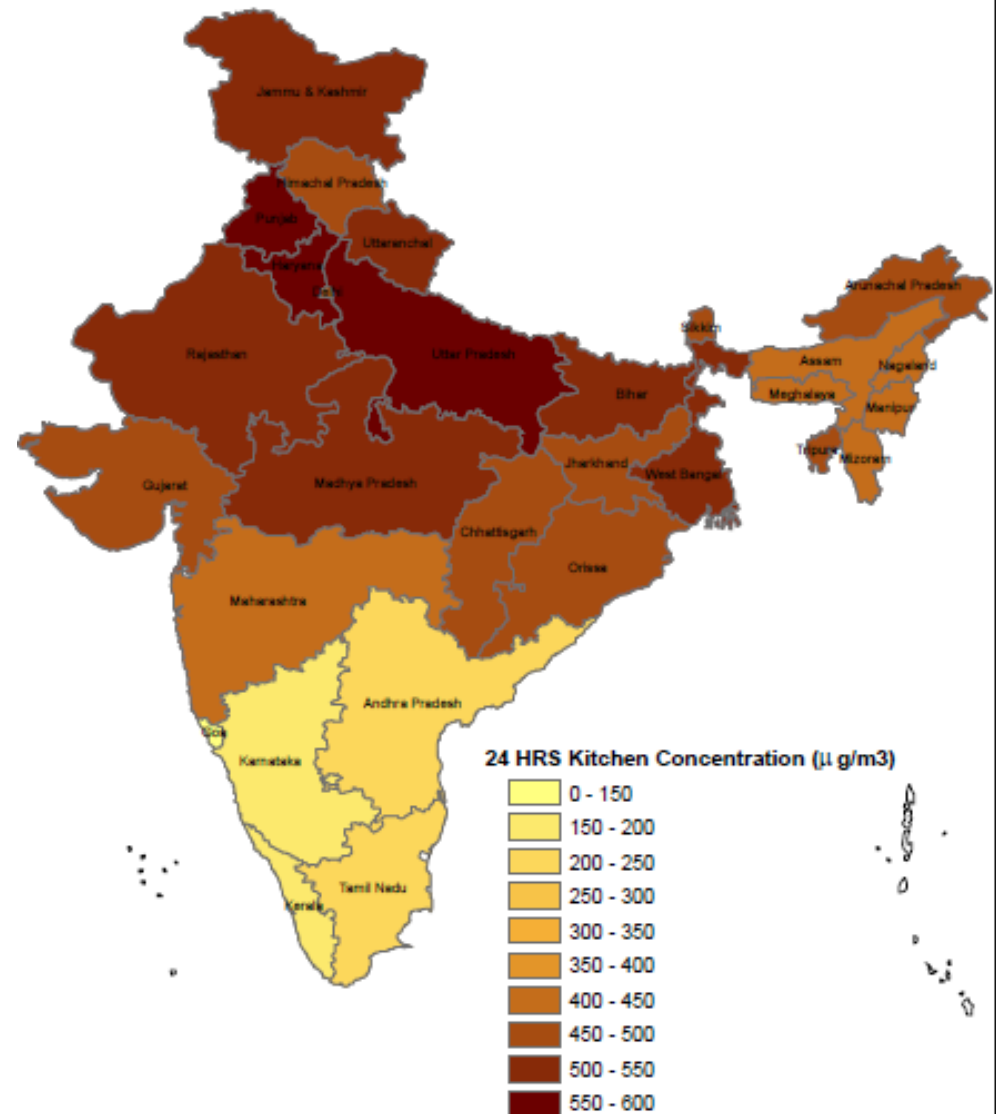 Jammu & Kashmir
Himachal Pradesh
Punjab
Uttaranchal
Haryana
Delhi
Arunachal Pradesh
Sikkim
Rajasthan
Uttar Pradesh
Assam
Nagaland
Bihar
Meghalaya
Manipur
Tripura
Mizoram
Jharkhand
West Bengal
Gujarat
Madhya Pradesh
Chhattisgarh
Orissa
Maharashtra
Andhra Pradesh
Goa
Karnataka
Tamil Nadu
Kerala
24 HRS Kitchen Concentration (µ g/m3)
0 - 150
150 - 200
200 - 250
250 - 300
300 - 350
350 - 400
400 - 450
450 - 500
500 - 550
550 - 600